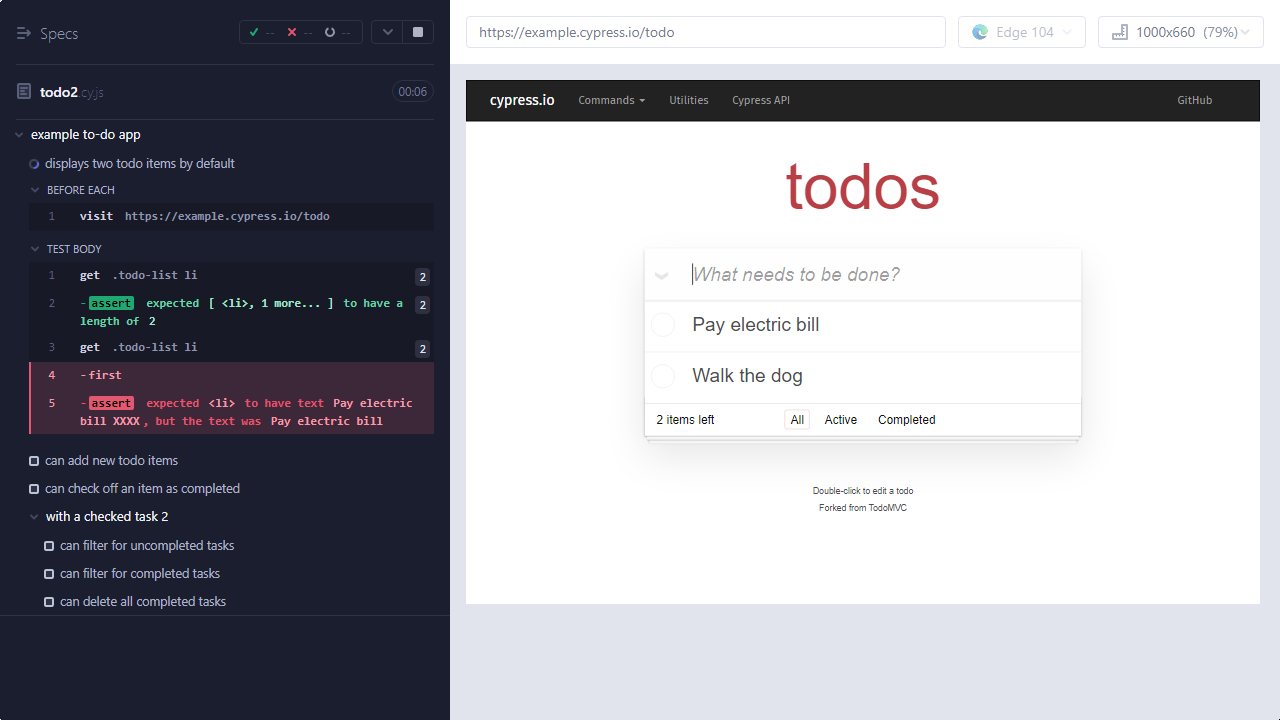 Specs
-- -- --
todo2.cy.js 00:06
example to-do app
displays two todo items by default
BEFORE EACH
1 visit https://example.cypress.io/todo
TEST BODY
1 get .todo-list li 2
2 -assert expected [ <li>, 1 more... ] to have a 2
length of 2
3 get .todo-list li 2
4 -first
5 -assert expected <li> to have text Pay electric
bill XXXX, but the text was Pay electric bill
can add new todo items
can check off an item as completed
with a checked task 2
can filter for uncompleted tasks
can filter for completed tasks
can delete all completed tasks
https://example.cypress.io/todo Edge 104 1000x660 (79%)
cypress.io Commands Utilities Cypress API GitHub
todos
What needs to be done?
Pay electric bill
Walk the dog
2 items left All Active Completed
Double-click to edit a todo
Forked from TodoMVC